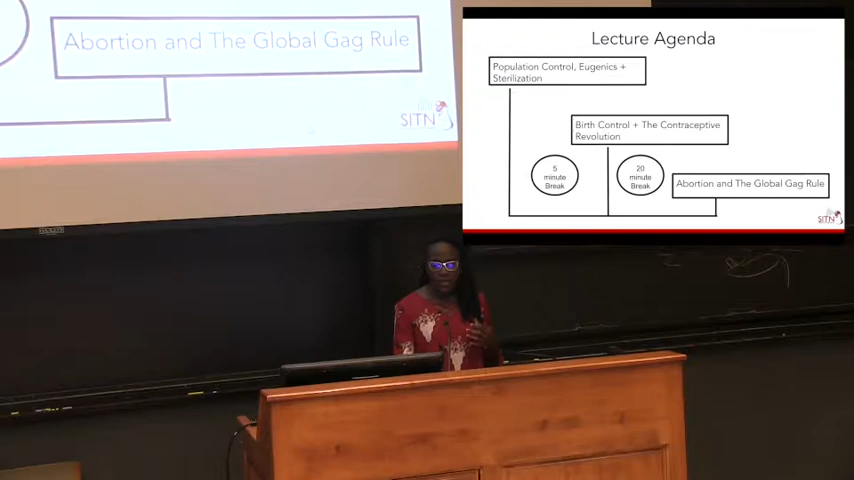 Abortion and The Global Gag Rule
SITN
Lecture Agenda
Population Control, Eugenics +
Sterilization
Birth Control + The Contraceptive
Revolution
5
minute
Break
20
minute
Break
Abortion and The Global Gag Rule
SITN